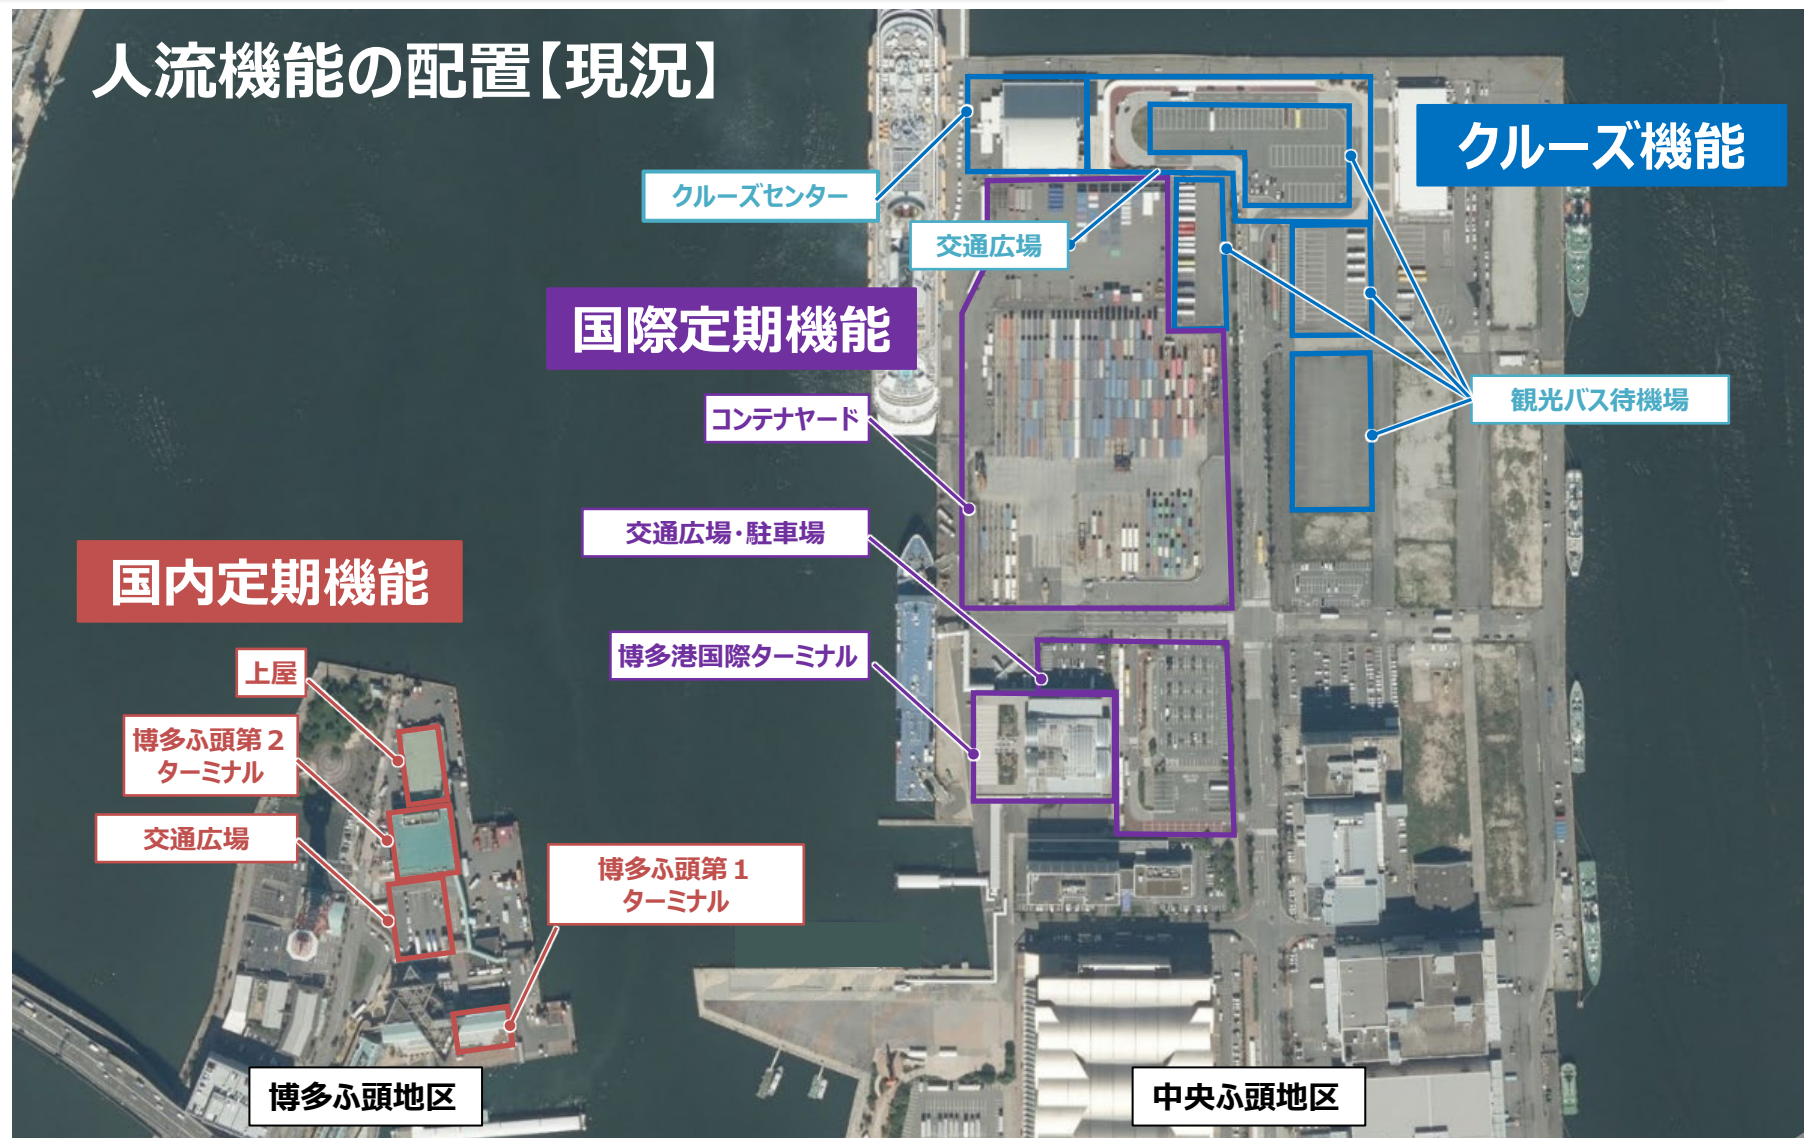 人流機能の配置【現況】
クルーズ機能
クルーズセンター
交通広場
国際定期機能
観光バス待機場
コンテナヤード
交通広場・駐車場
国内定期機能
博多港国際ターミナル
上屋
博多ふ頭第２
ターミナル
交通広場
博多ふ頭第１
ターミナル
博多ふ頭地区
中央ふ頭地区